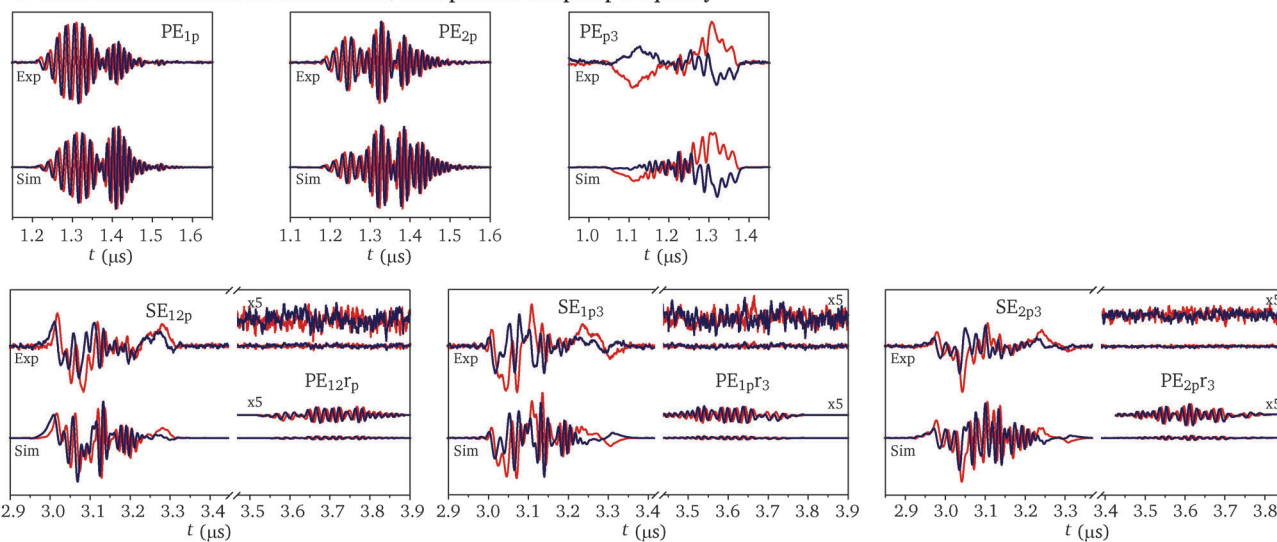 PE1p
Exp
Sim
1.2 1.3 1.4 1.5 1.6
t (μs)
PE2p
Exp
Sim
1.1 1.2 1.3 1.4 1.5 1.6
t (μs)
PEp3
Exp
Sim
1.0 1.1 1.2 1.3 1.4
t (μs)
SE12p
x5
Exp
PE12rp
x5
Sim
2.9 3.0 3.1 3.2 3.3 3.4 3.5 3.6 3.7 3.8 3.9
t (μs)
SE1p3
x5
Exp
PE1pr3
x5
Sim
2.9 3.0 3.1 3.2 3.3 3.4 3.5 3.6 3.7 3.8 3.9
t (μs)
SE2p3
x5
Exp
PE2pr3
x5
Sim
2.9 3.0 3.1 3.2 3.3 3.4 3.5 3.6 3.7 3.8
t (μs)